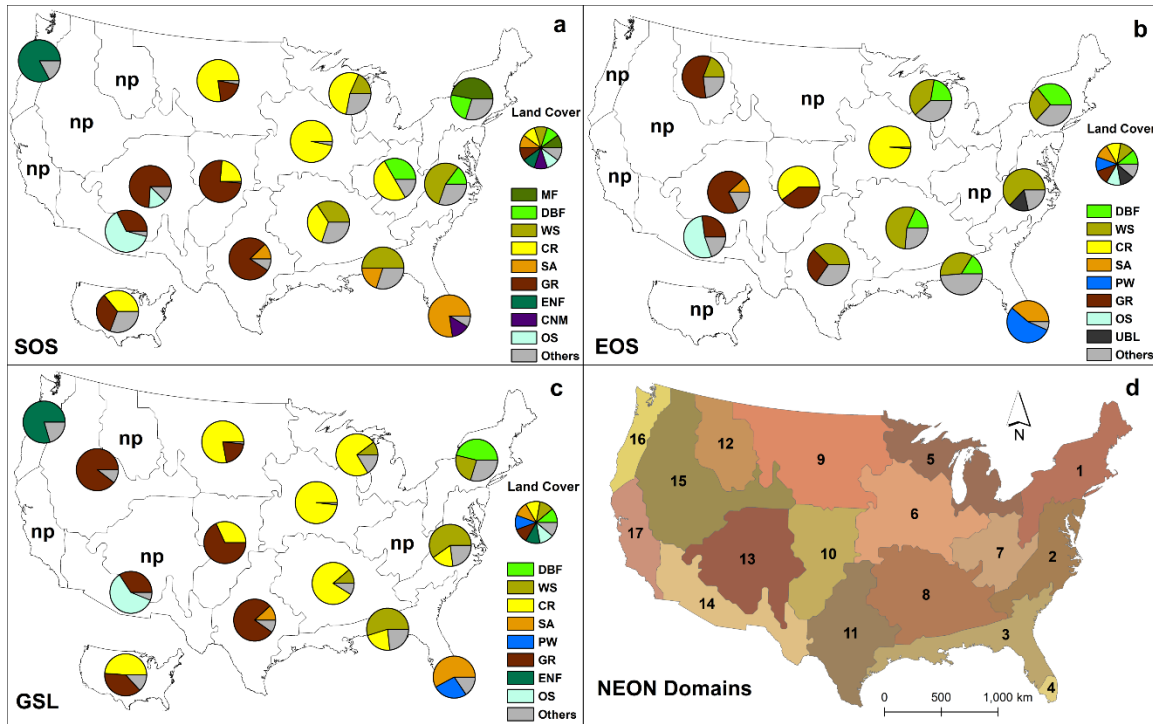 a
np
np
np
Land Cover
MF
DBF
WS
CR
SA
GR
ENF
CNM
OS
Others
SOS
b
np
np
np
np
np
np
Land Cover
DBF
WS
CR
SA
PW
GR
OS
UBL
Others
EOS
c
np
np
np
np
Land Cover
DBF
WS
CR
SA
PW
GR
ENF
OS
Others
GSL
d
N
16
12
9
5
1
15
6
17
13
10
7
2
14
8
11
3
4
NEON Domains
0 500 1,000 km